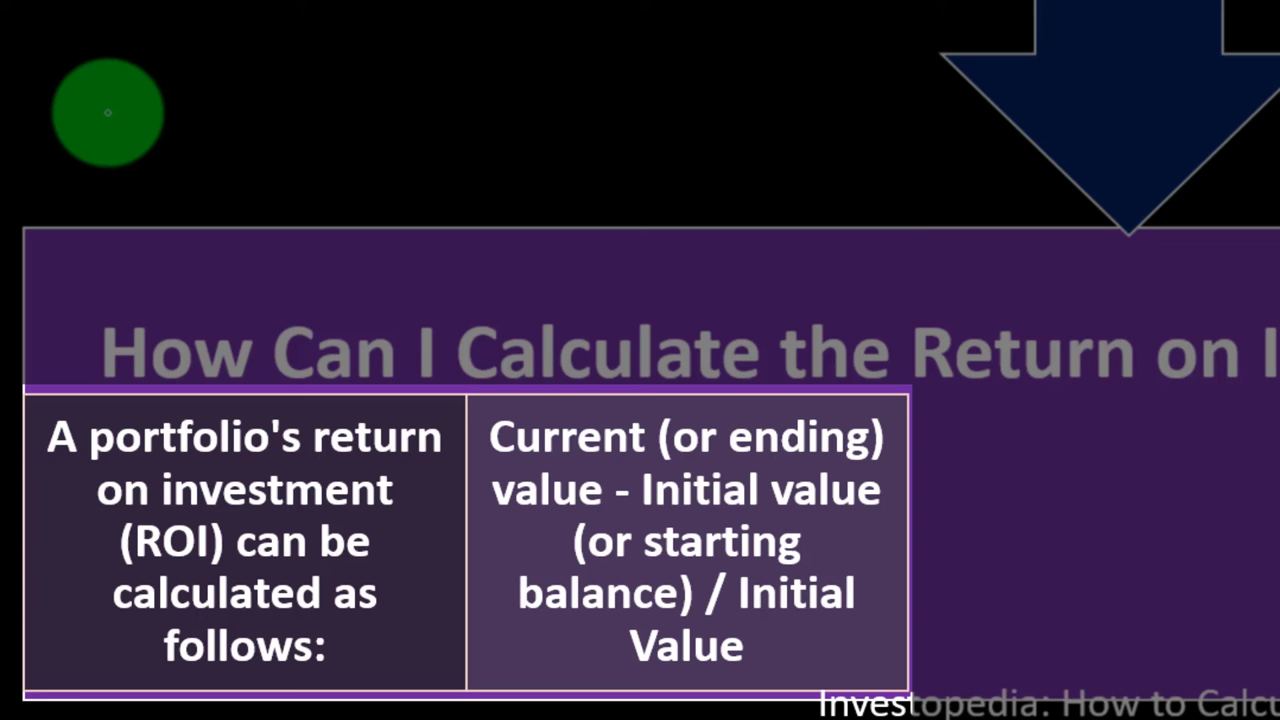 How Can I Calculate the Return on I
A portfolio's return
on investment
(ROI) can be
calculated as
follows:
Current (or ending)
value - Initial value
(or starting
balance) / Initial
Value
Investopedia: How to Calcu